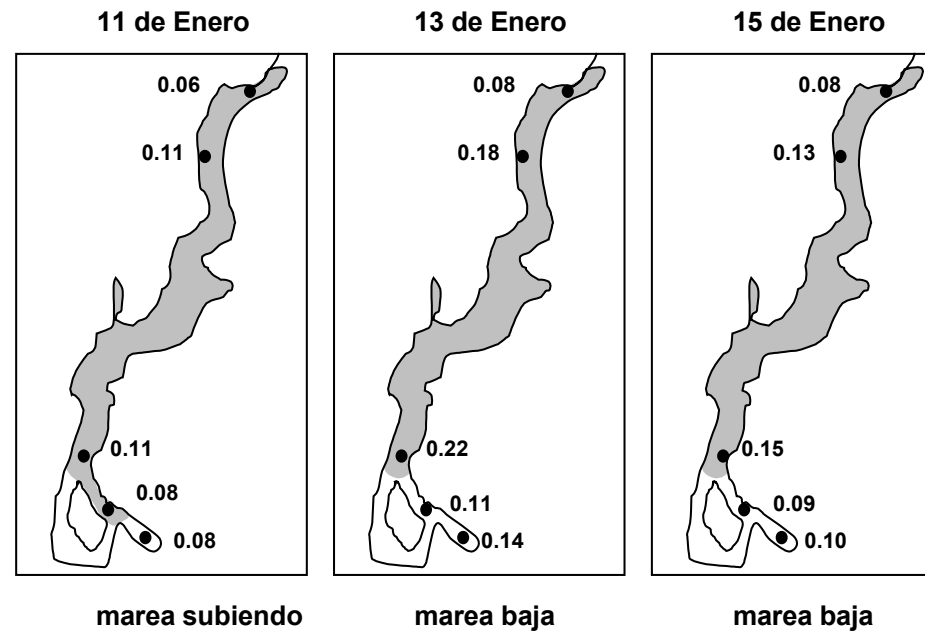 11 de Enero
0.06
0.11
0.11
0.08
0.08
marea subiendo
13 de Enero
0.08
0.18
0.22
0.11
0.14
marea baja
15 de Enero
0.08
0.13
0.15
0.09
0.10
marea baja